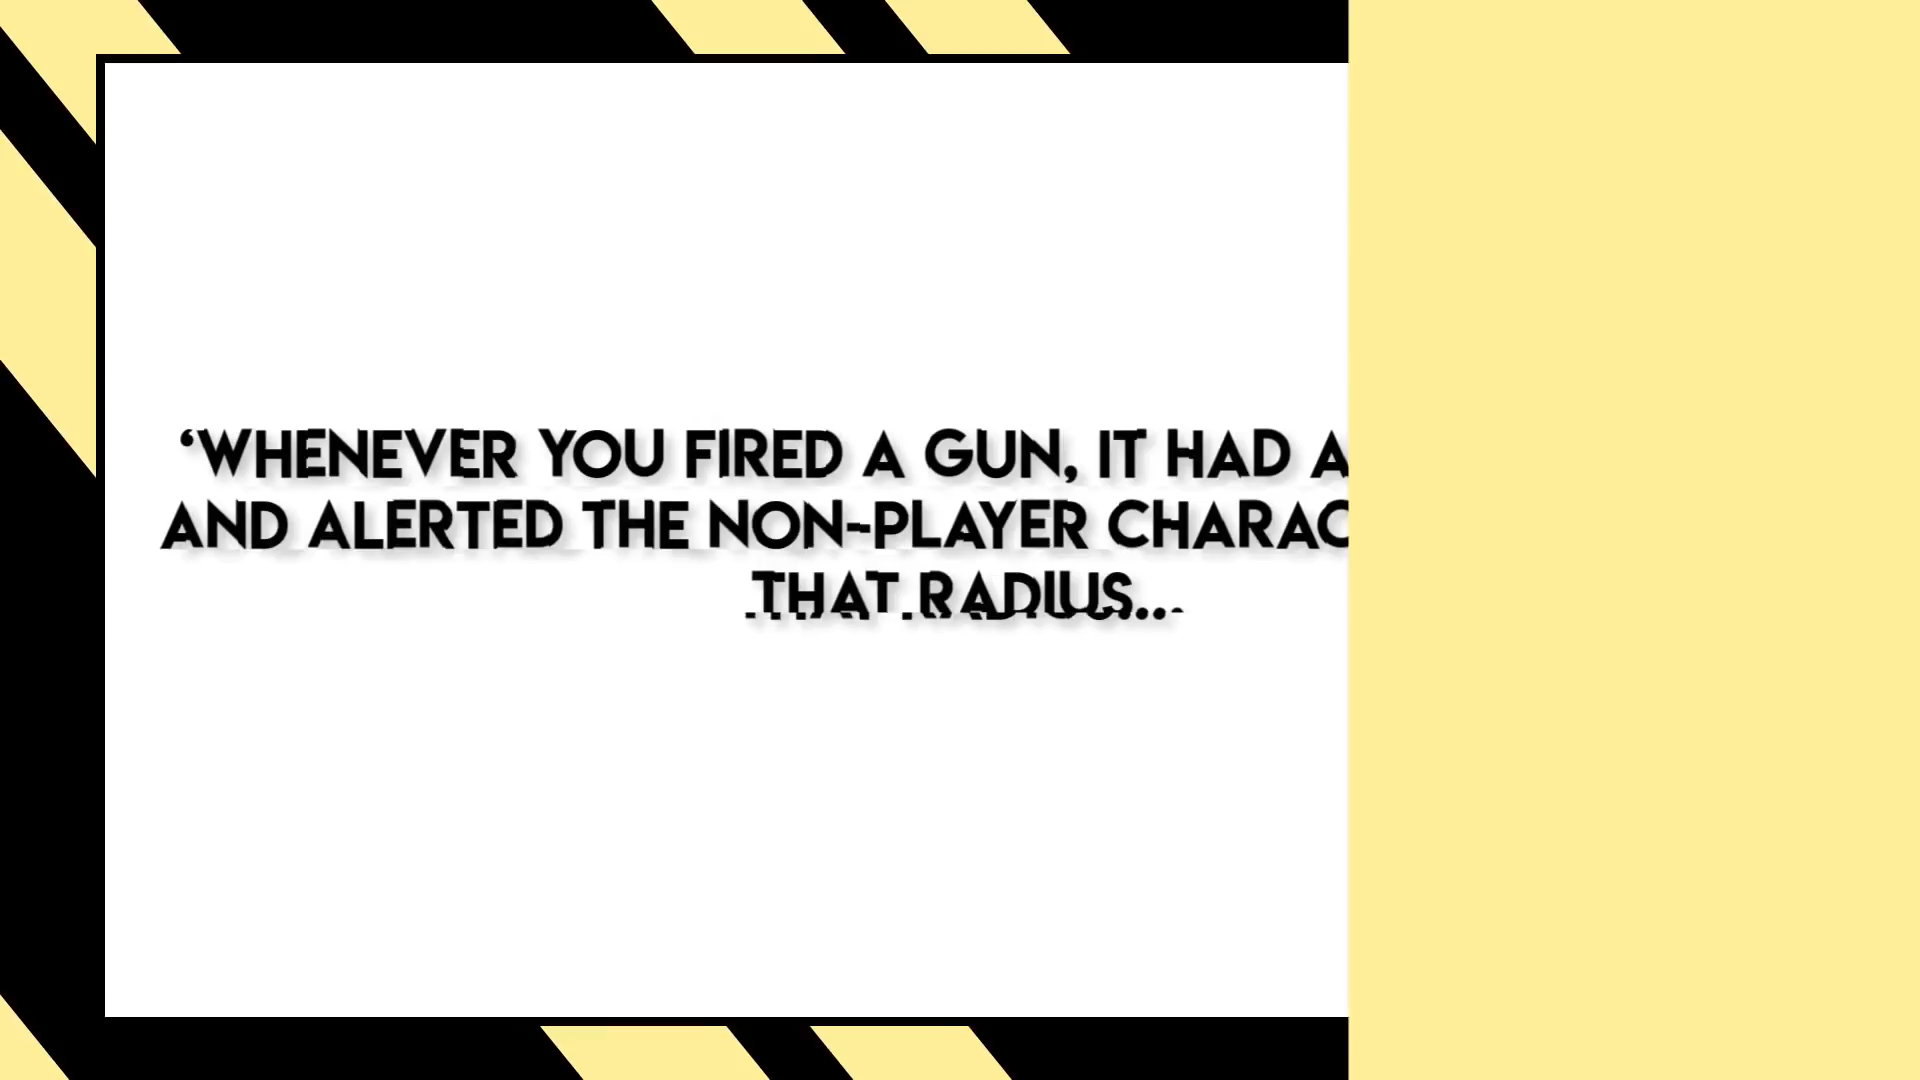 ‘WHENEVER YOU FIRED A GUN, IT HAD A
AND ALERTED THE NON-PLAYER CHARAC
THAT RADIUS...